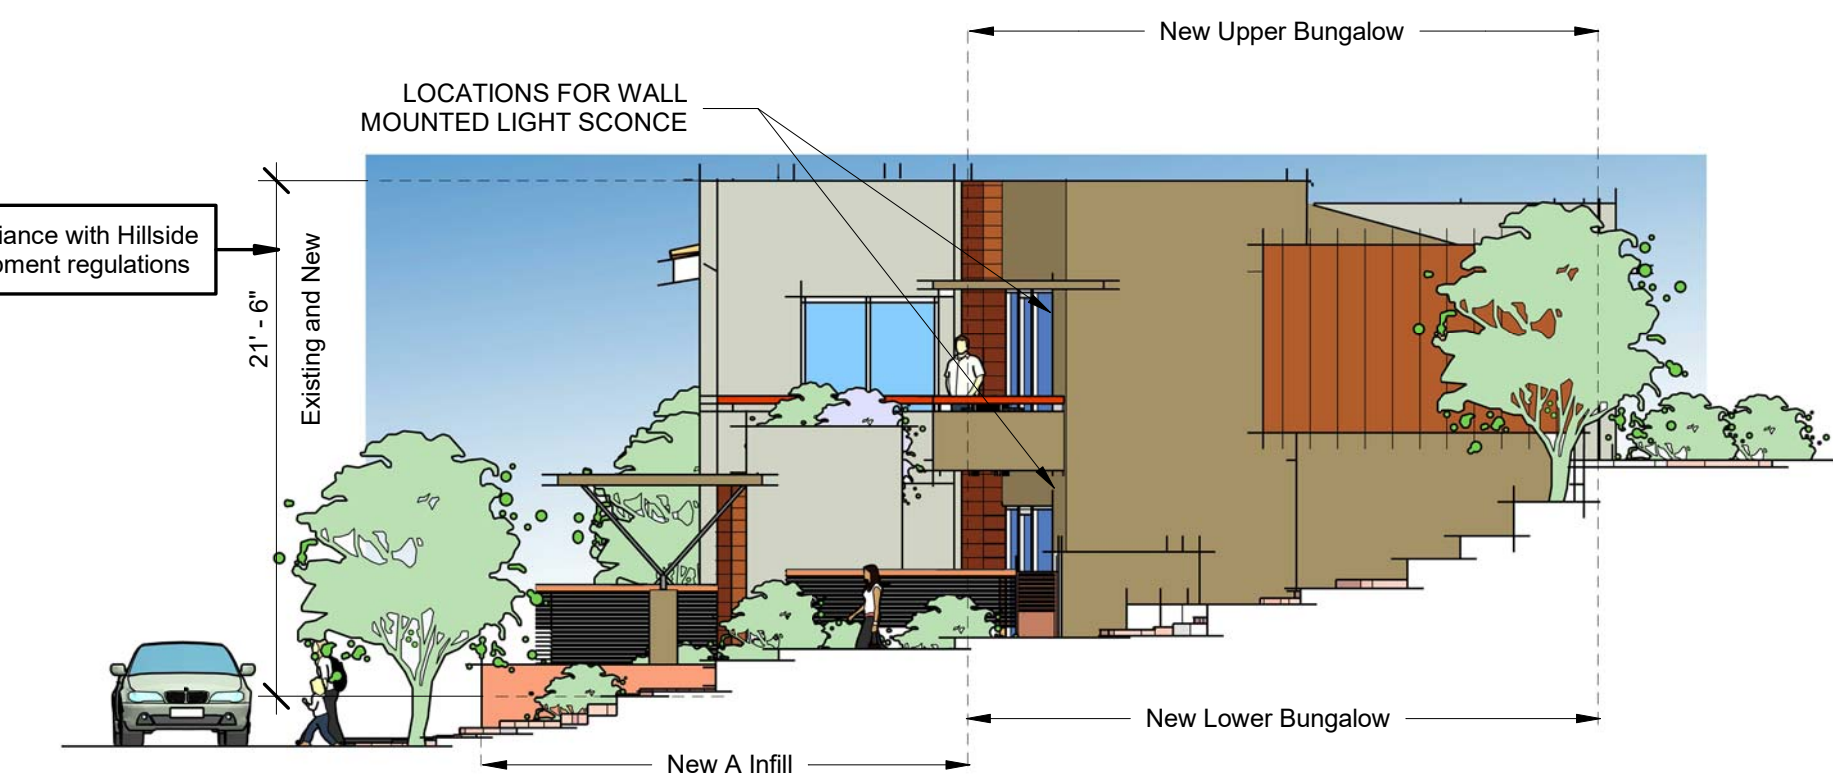 New Upper Bungalow
LOCATIONS FOR WALL
MOUNTED LIGHT SCONCE
iance with Hillside
pment regulations
21' - 6"
Existing and New
New Lower Bungalow
New A Infill